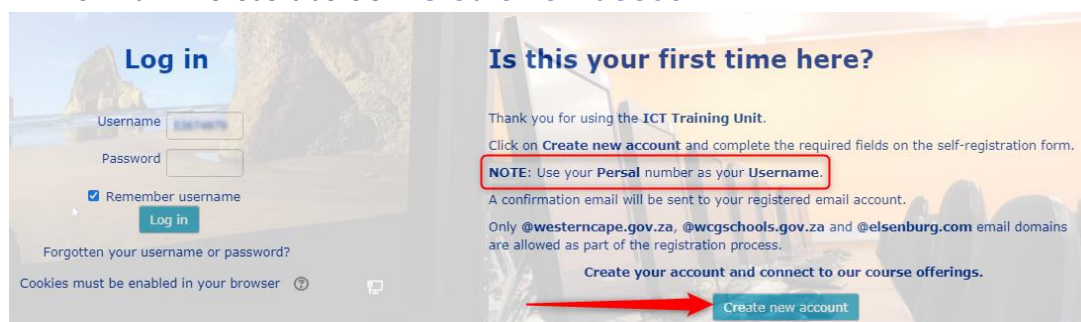 Log in
Username
Password
Remember username
Log in
Forgotten your username or password?
Cookies must be enabled in your browser
Is this your first time here?
Thank you for using the ICT Training Unit.
Click on Create new account and complete the required fields on the self-registration form.
NOTE: Use your Persal number as your Username.
A confirmation email will be sent to your registered email account.
Only @westerncape.gov.za, @wcgschools.gov.za and @elsenburg.com email domains
are allowed as part of the registration process.
Create your account and connect to our course offerings.
Create new account